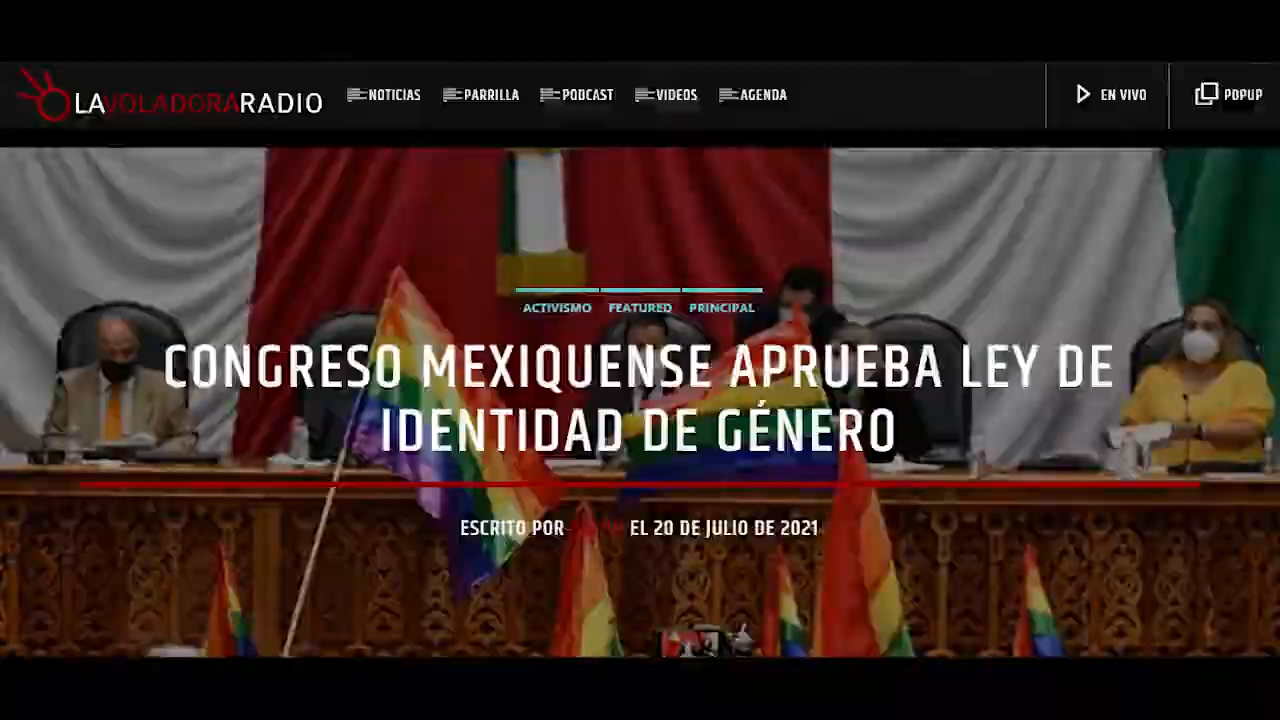 LAVOLADORARADIO
NOTICIAS PARRILLA PODCAST VIDEOS AGENDA
EN VIVO POPUP
ACTIVISMO FEATURED PRINCIPAL
CONGRESO MEXIQUENSE APRUEBA LEY DE
IDENTIDAD DE GÉNERO
ESCRITO POR EL 20 DE JULIO DE 2021